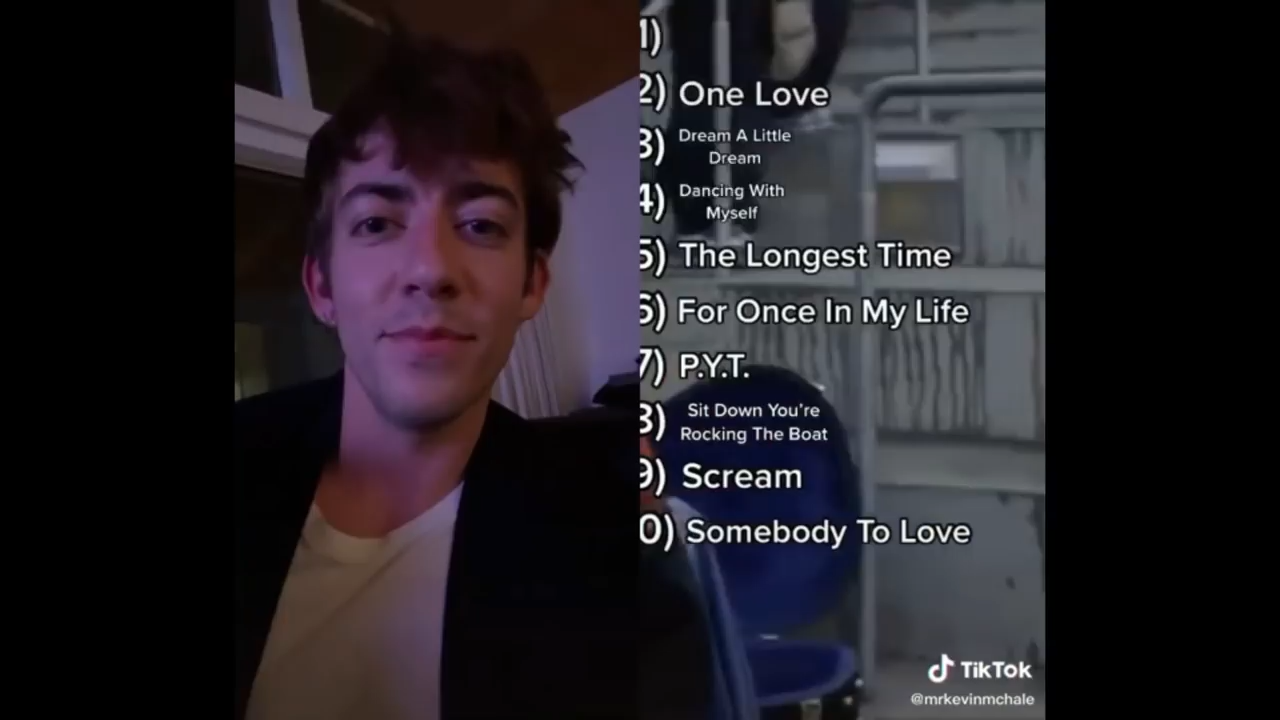 1)
2) One Love
3) Dream A Little
Dream
4) Dancing With
Myself
5) The Longest Time
6) For Once In My Life
7) P.Y.T.
8) Sit Down You're
Rocking The Boat
9) Scream
0) Somebody To Love
TikTok
@mrkevinmchale